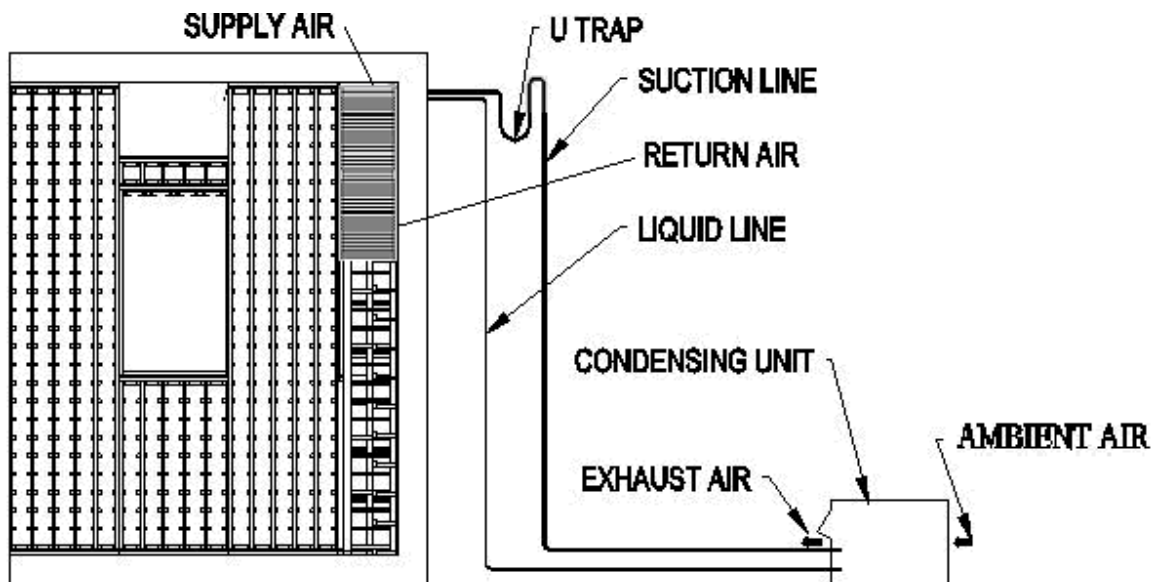 SUPPLY AIR
U TRAP
SUCTION LINE
RETURN AIR
LIQUID LINE
CONDENSING UNIT
AMBIENT AIR
EXHAUST AIR